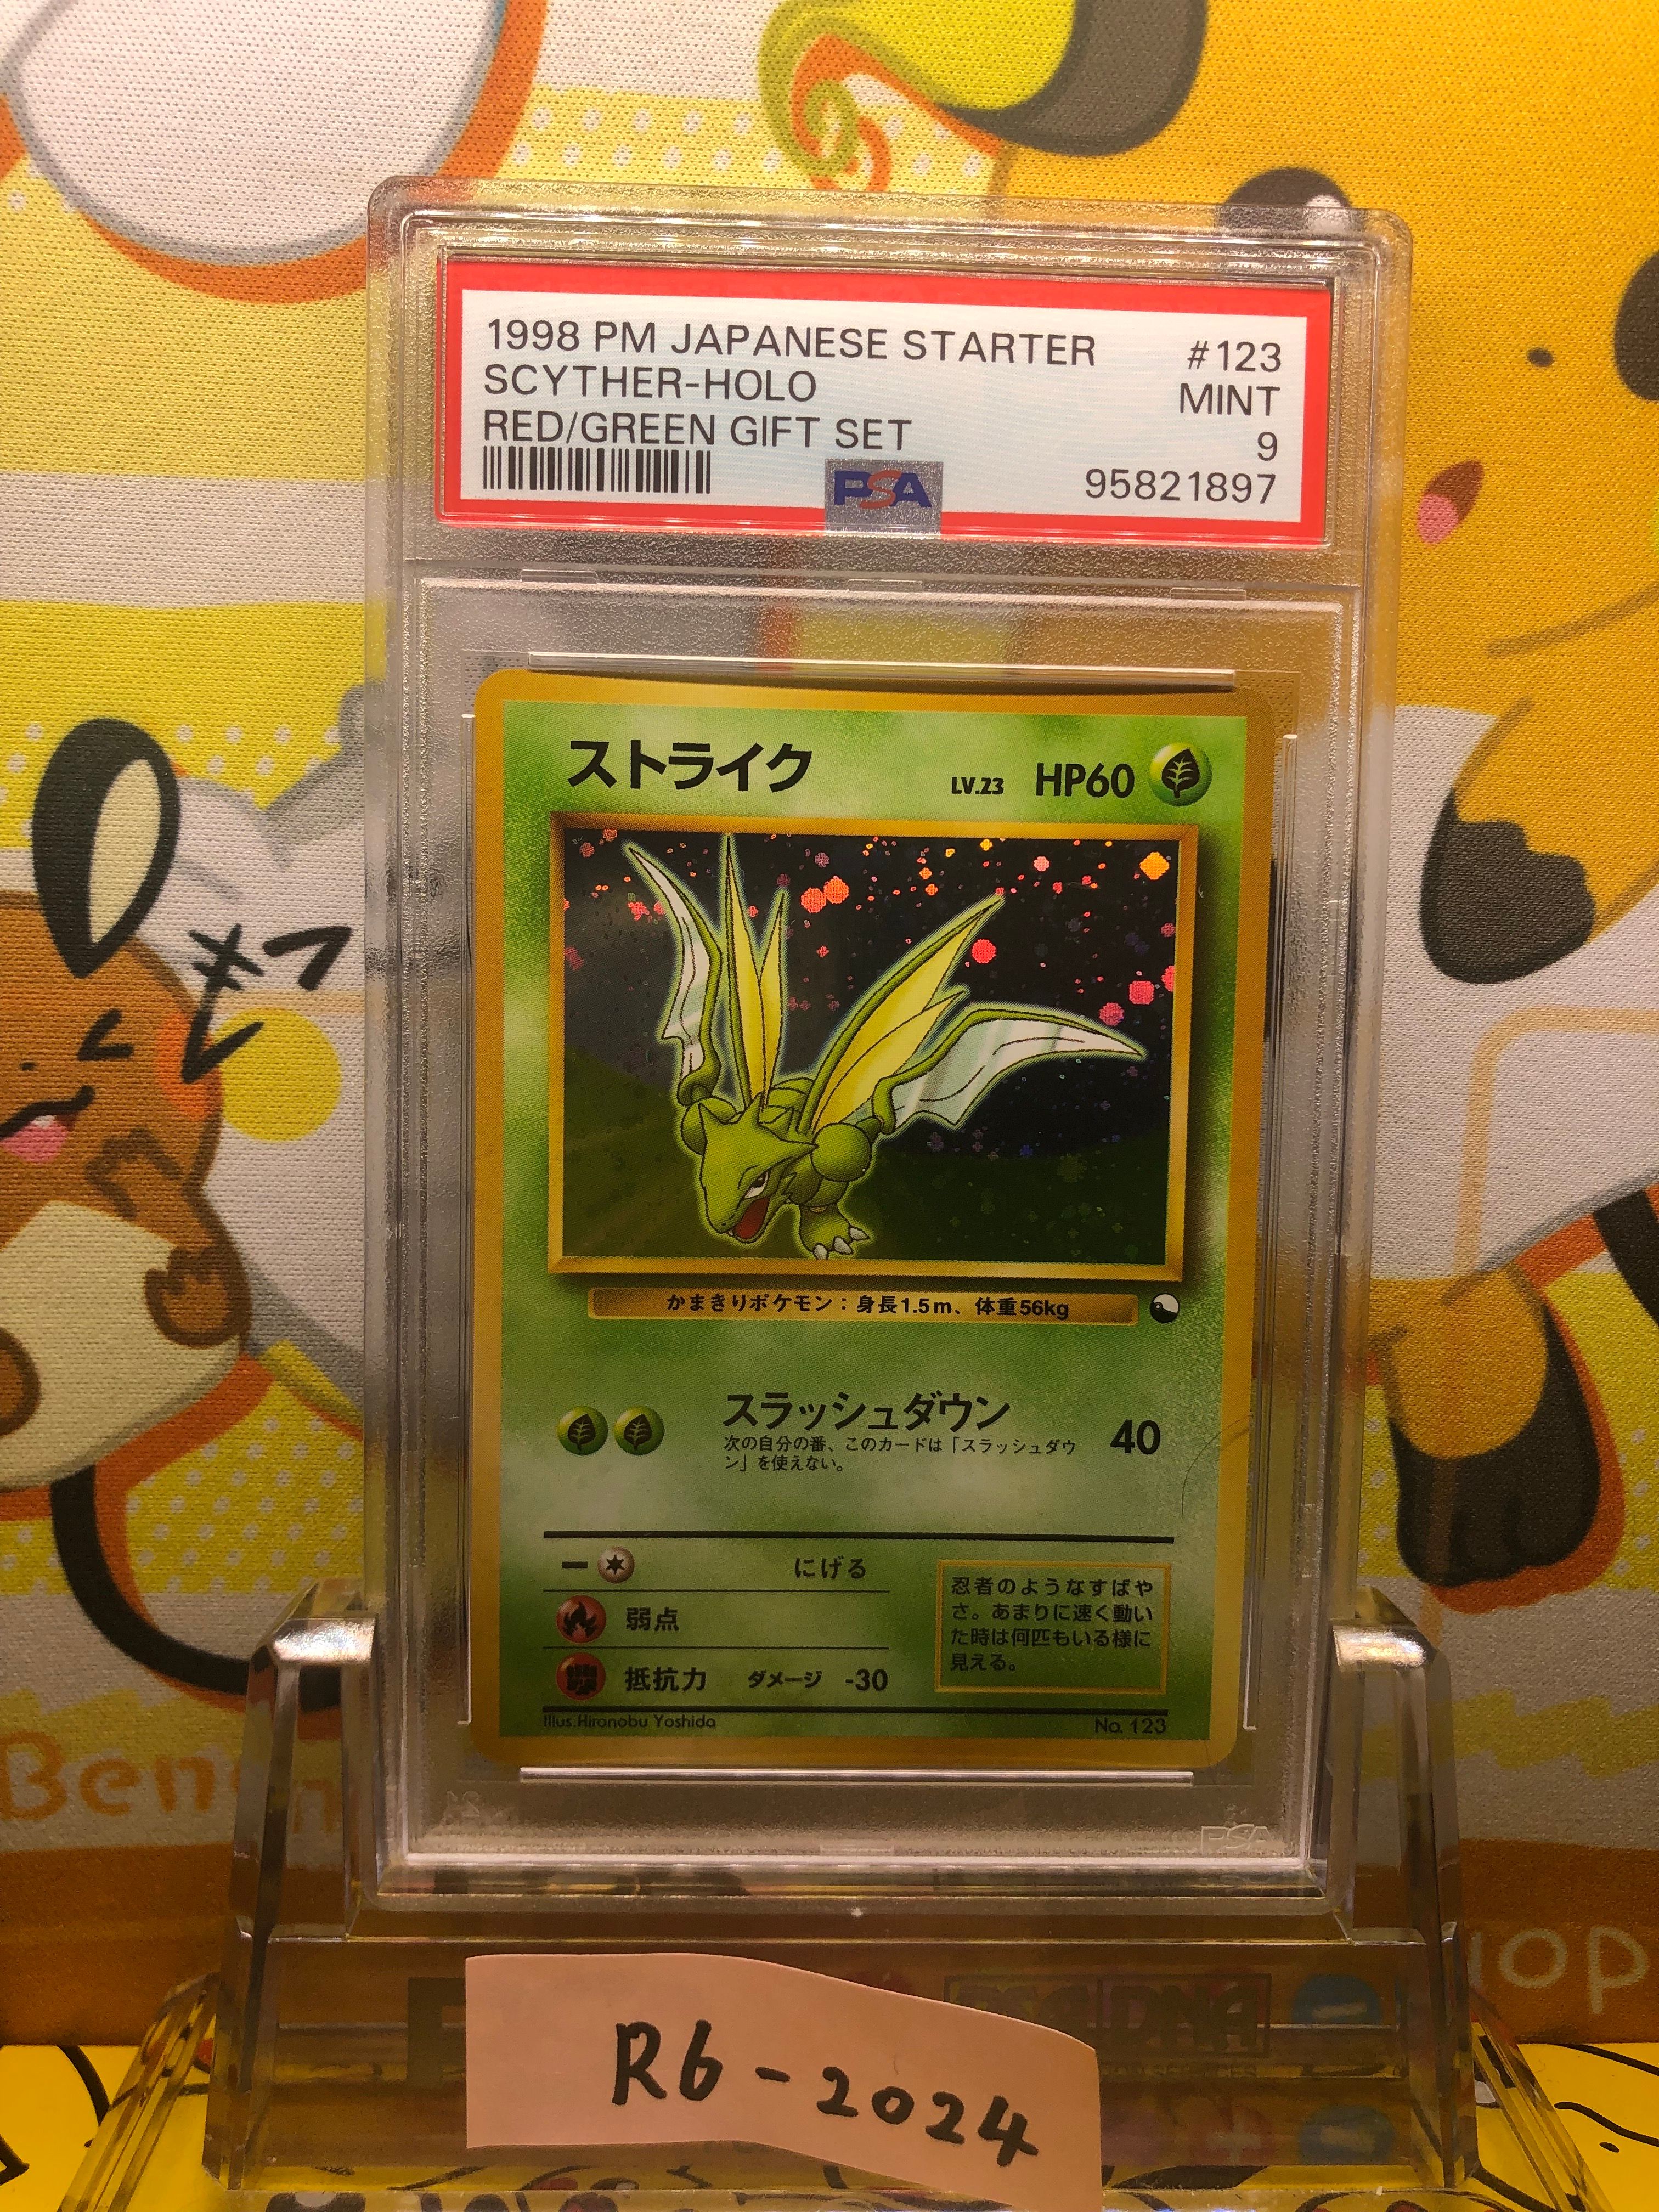 1998 PM JAPANESE STARTER #123
SCYTHER-HOLO MINT
RED/GREEN GIFT SET 9
PSA 95821897
ストライク LV.23 HP60
かまきりポケモン：身長1.5m、体重56kg
スラッシュダウン 40
次の自分の番、このカードは「スラッシュダウ
ン」を使えない。
にげる
弱点
抵抗力 ダメージ -30
忍者のようなすばや
さ。あまりに速く動い
た時は何匹もいる様に
見える。
Illus.Hironobu Yoshida No. 123
PSA
R6-2024